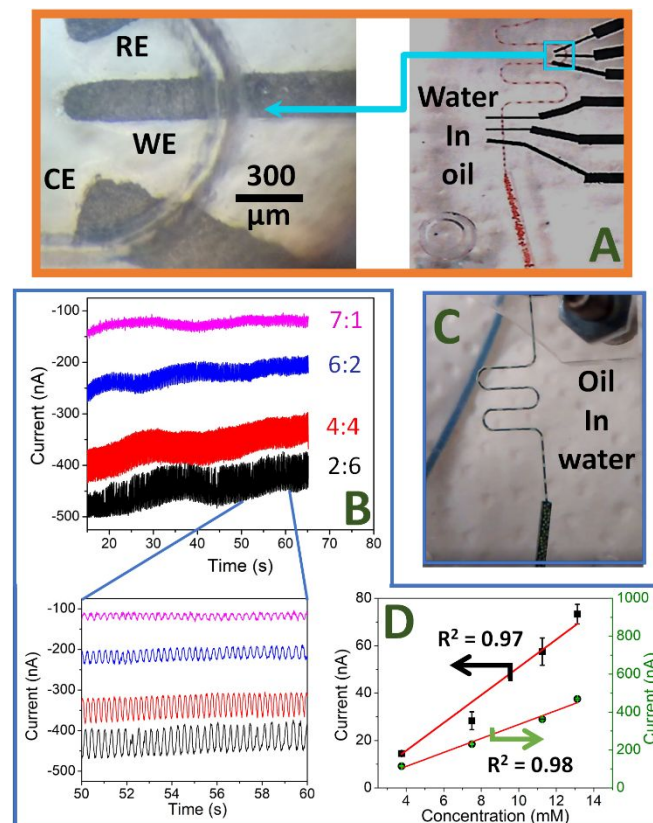 RE
WE
CE
300
µm
Water
In
oil
A
-100
-200
-300
-400
-500
Current (nA)
7:1
6:2
4:4
2:6
B
20 30 40 50 60 70 80
Time (s)
C
Oil
In
water
-100
-200
-300
-400
-500
Current (nA)
50 52 54 56 58 60
Time (s)
D
80
60
40
20
0
Current (nA)
R² = 0.97
R² = 0.98
1000
800
600
400
200
0
Current (nA)
4 6 8 10 12 14
Concentration (mM)